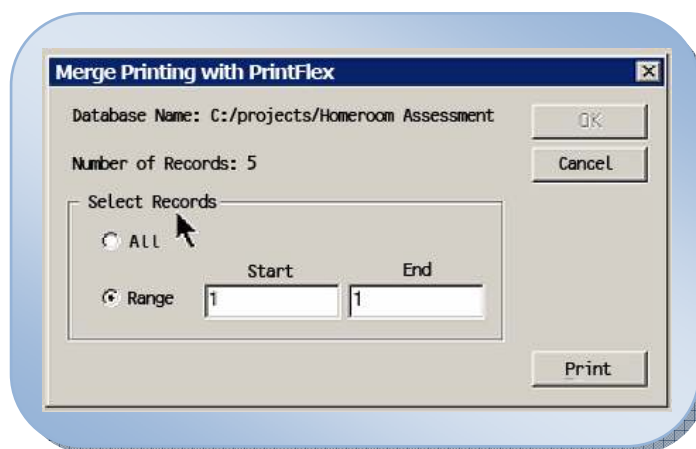 Merge Printing with PrintFlex
Database Name: C:/projects/Homeroom Assessment
OK
Number of Records: 5
Cancel
Select Records
ALL
Start End
Range 1 1
Print